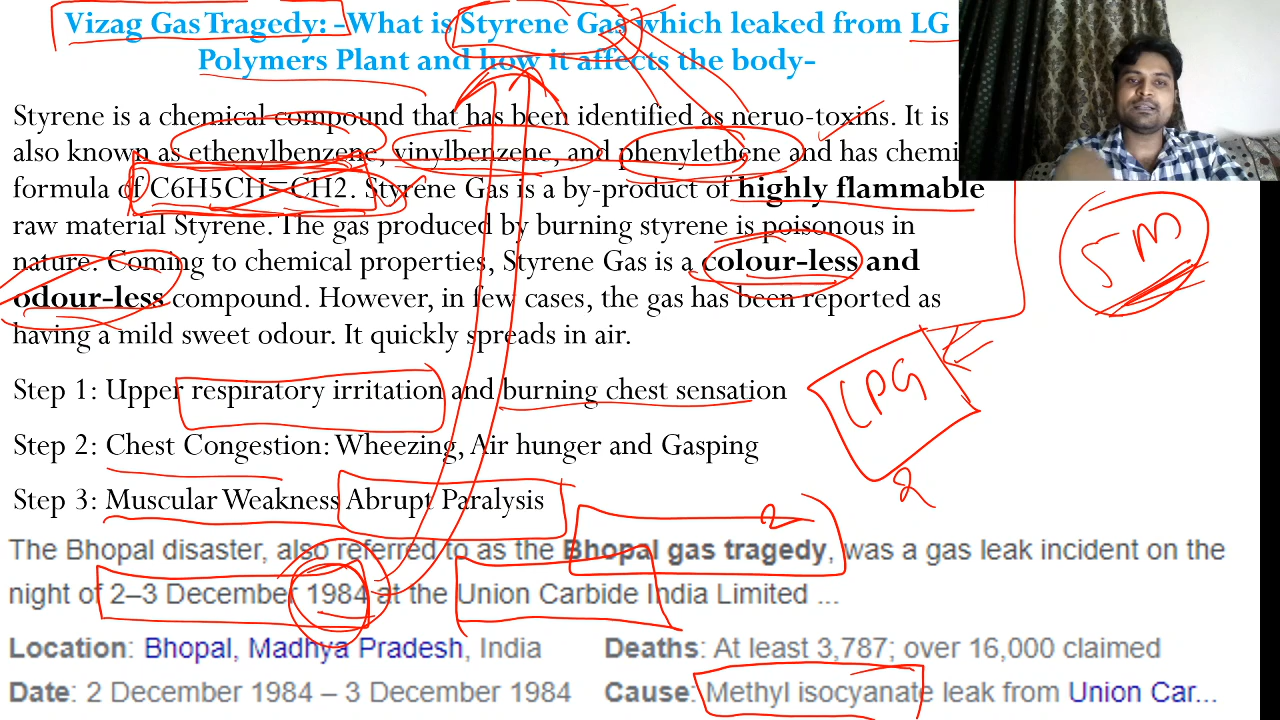 Vizag Gas Tragedy: -What is Styrene Gas which leaked from LG
Polymers Plant and how it affects the body-
Styrene is a chemical compound that has been identified as neruo-toxins. It is
also known as ethenylbenzene, vinylbenzene, and phenylethene and has chemi
formula of C6H5CH= CH2. Styrene Gas is a by-product of highly flammable
raw material Styrene. The gas produced by burning styrene is poisonous in
nature. Coming to chemical properties, Styrene Gas is a colour-less and
odour-less compound. However, in few cases, the gas has been reported as
having a mild sweet odour. It quickly spreads in air.
5M
LPG
2
Step 1: Upper respiratory irritation and burning chest sensation
Step 2: Chest Congestion: Wheezing, Air hunger and Gasping
Step 3: Muscular Weakness Abrupt Paralysis
2
The Bhopal disaster, also referred to as the Bhopal gas tragedy, was a gas leak incident on the
night of 2–3 December 1984 at the Union Carbide India Limited ...
Location: Bhopal, Madhya Pradesh, India
Deaths: At least 3,787; over 16,000 claimed
Date: 2 December 1984 – 3 December 1984
Cause: Methyl isocyanate leak from Union Car...